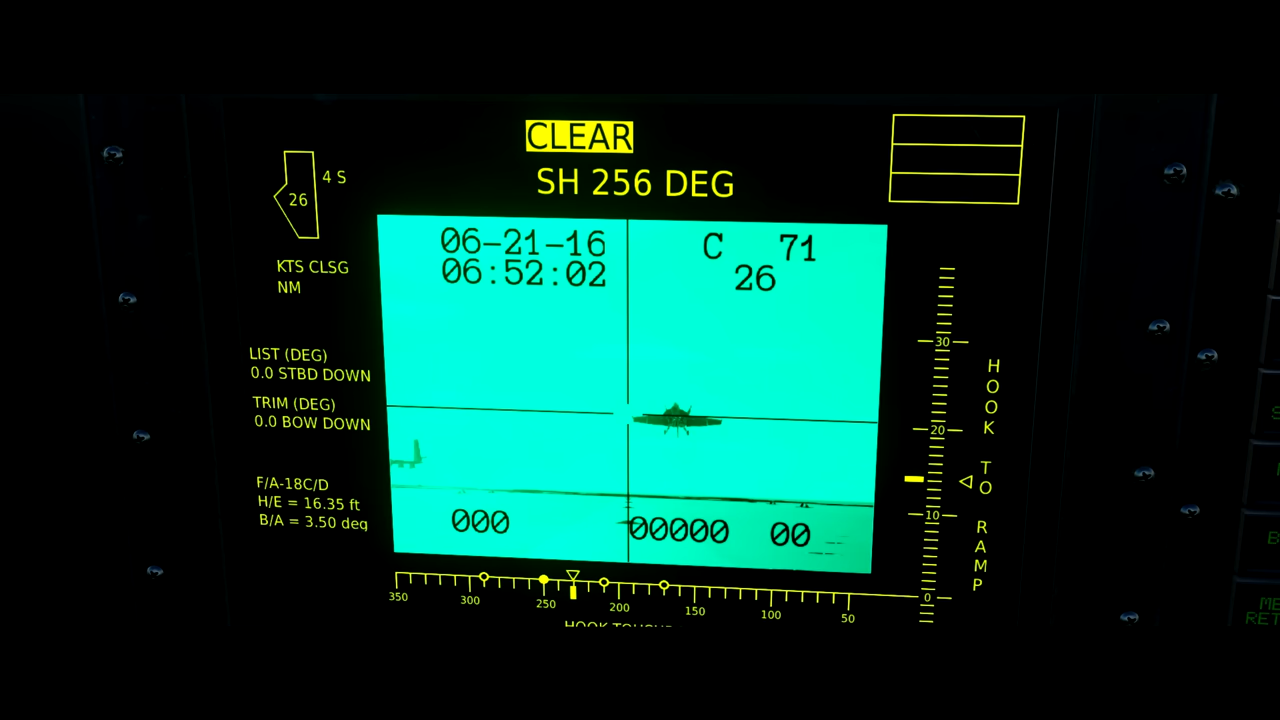 CLEAR
SH 256 DEG
4 S
26
KTS CLSG
NM
LIST (DEG)
0.0 STBD DOWN
TRIM (DEG)
0.0 BOW DOWN
F/A-18C/D
H/E = 16.35 ft
B/A = 3.50 deg
06-21-16
06:52:02
C 71
26
000
00000
00
350 300 250 200 150 100 50
30
20
10
0
HOOK TO RAMP